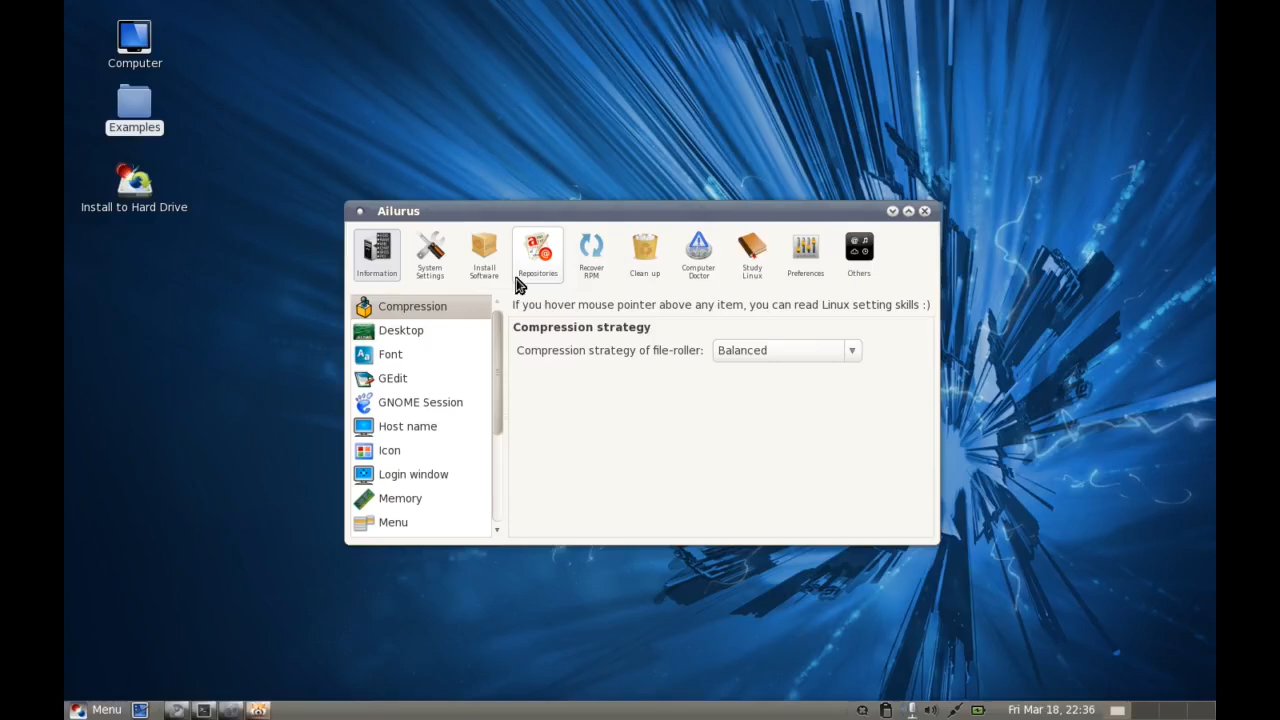 Computer
Examples
Install to Hard Drive
Ailurus
Information
System Settings
Install Software
Repositories
Recover RPM
Clean up
Computer Doctor
Study Linux
Preferences
Others
Compression
Desktop
Font
GEdit
GNOME Session
Host name
Icon
Login window
Memory
Menu
If you hover mouse pointer above any item, you can read Linux setting skills :)
Compression strategy
Compression strategy of file-roller: Balanced
Menu
Fri Mar 18, 22:36